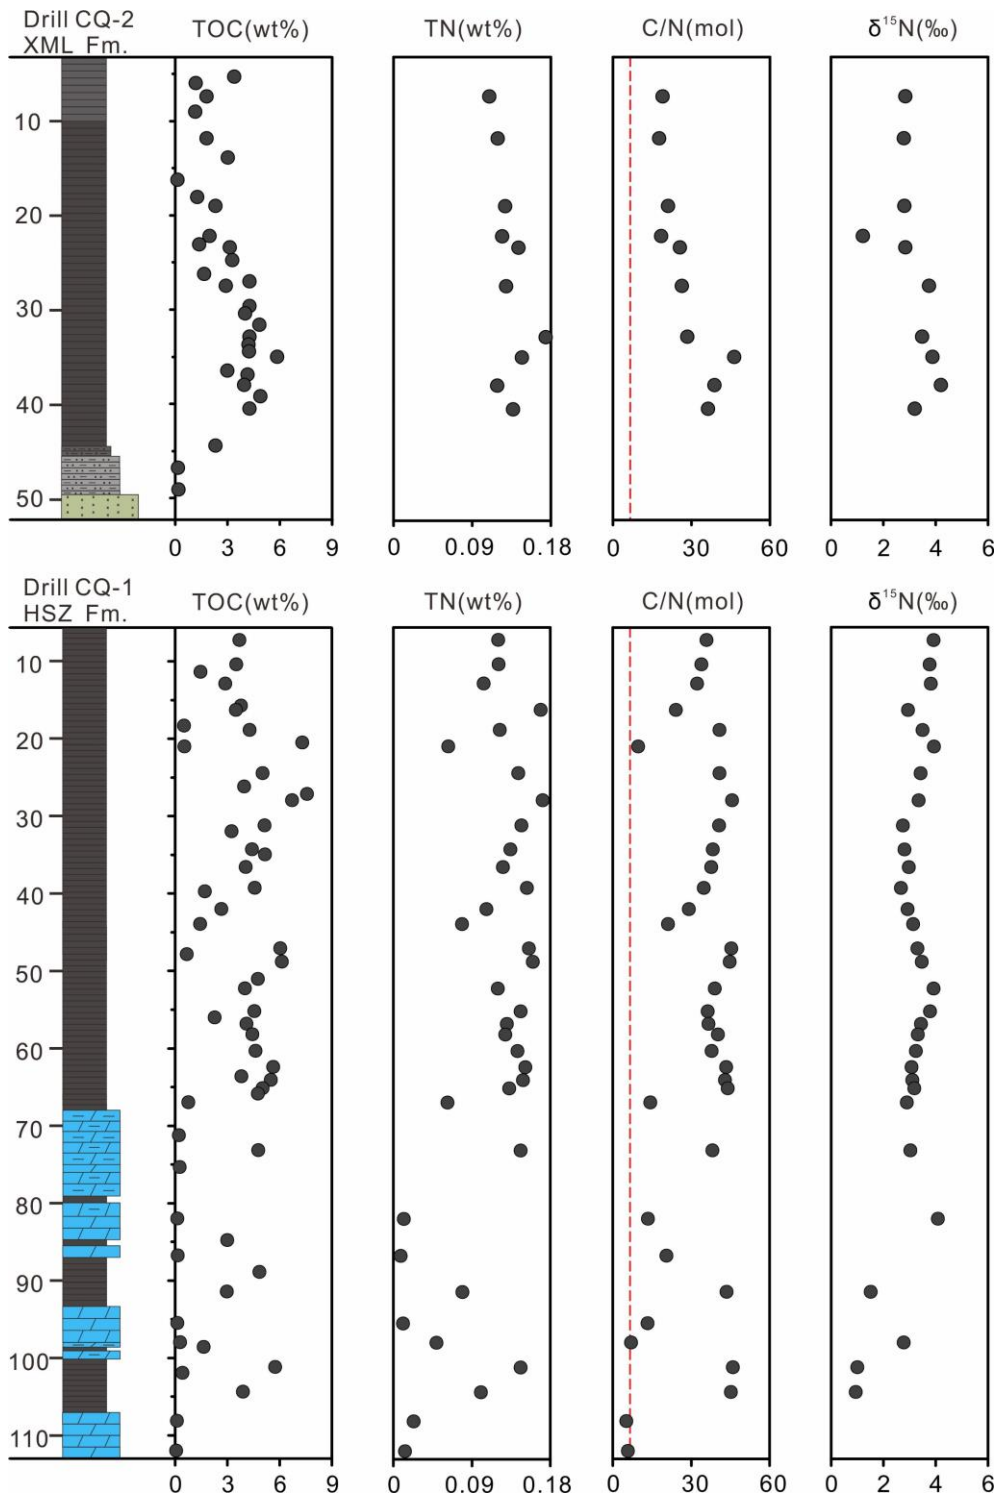 Drill CQ-2
XML Fm.
TOC(wt%)
TN(wt%)
C/N(mol)
δ¹⁵N(‰)
10
20
30
40
50
0 3 6 9
0 0.09 0.18
0 30 60
0 2 4 6
Drill CQ-1
HSZ Fm.
TOC(wt%)
TN(wt%)
C/N(mol)
δ¹⁵N(‰)
10
20
30
40
50
60
70
80
90
100
110
0 3 6 9
0 0.09 0.18
0 30 60
0 2 4 6